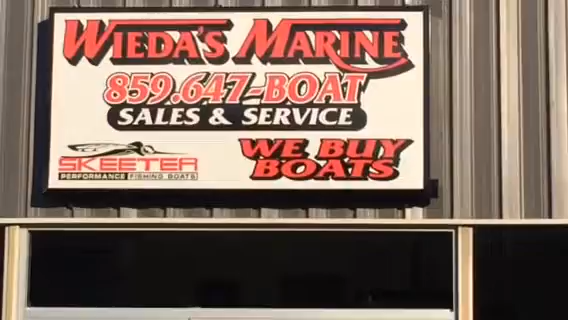 WIEDA'S MARINE
859.647-BOAT
SALES & SERVICE
SKEETER
PERFORMANCE FISHING BOATS
WE BUY
BOATS